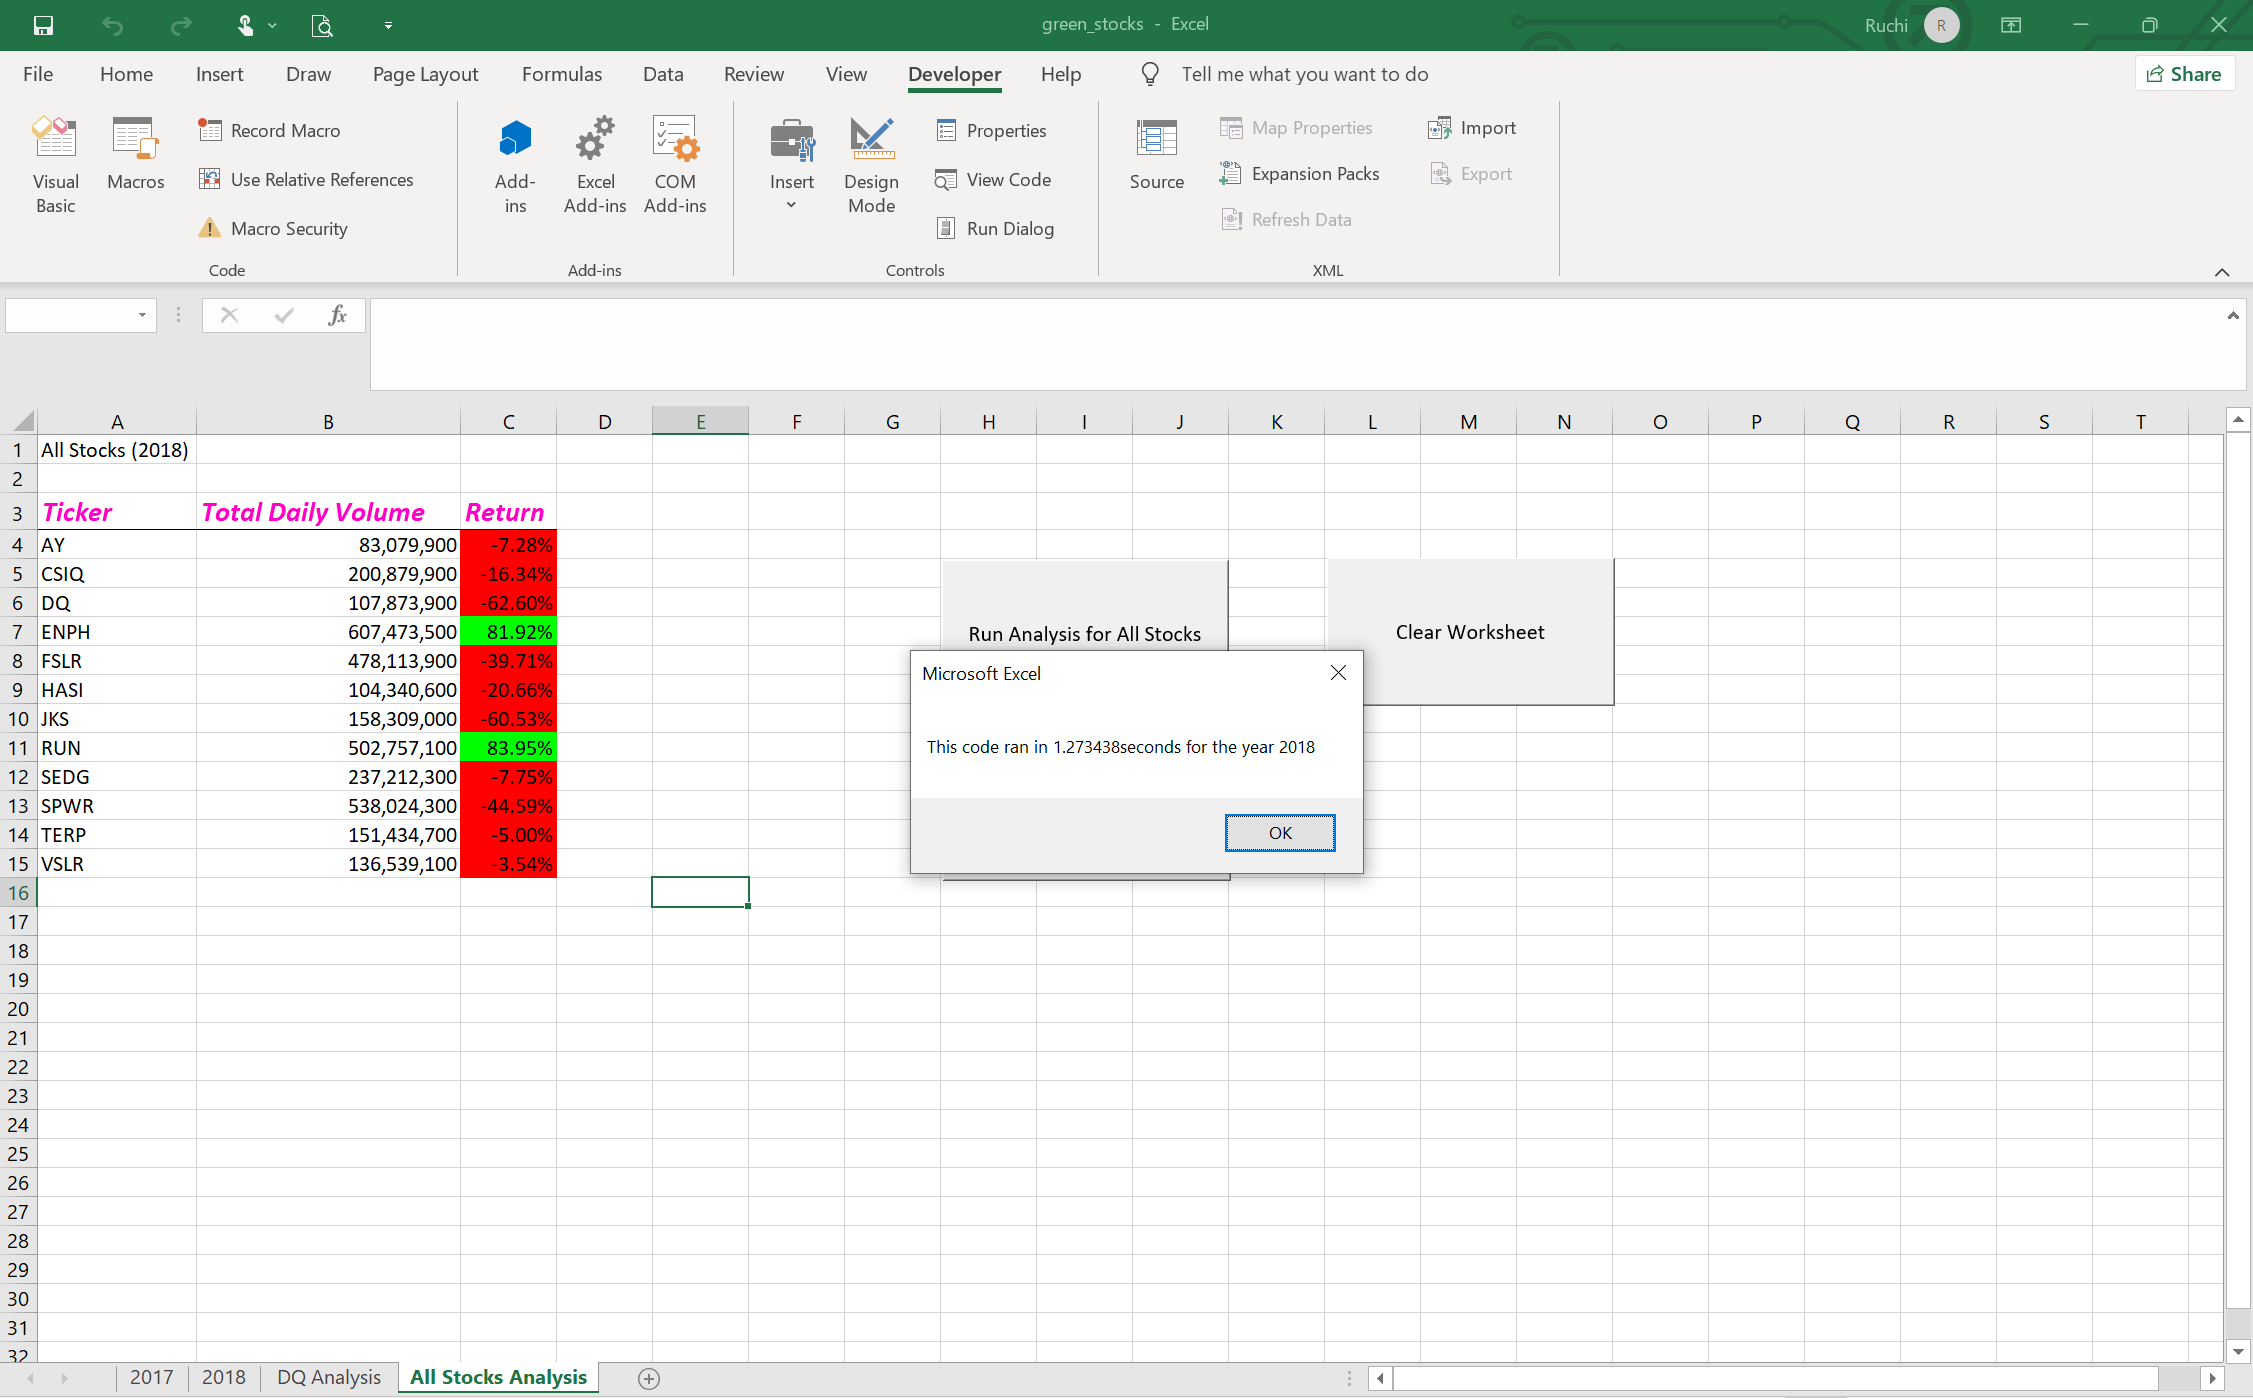 green_stocks - Excel
Ruchi R
File Home Insert Draw Page Layout Formulas Data Review View Developer Help Tell me what you want to do Share
Visual Basic
Macros
Record Macro
Use Relative References
Macro Security
Code
Add-ins
Excel Add-ins
COM Add-ins
Add-ins
Insert
Design Mode
Properties
View Code
Run Dialog
Controls
Source
Map Properties
Expansion Packs
Refresh Data
Import
Export
XML
fx
A B C D E F G H I J K L M N O P Q R S T
1 All Stocks (2018)
2
3 Ticker Total Daily Volume Return
4 AY 83,079,900 -7.28%
5 CSIQ 200,879,900 -16.34%
6 DQ 107,873,900 -62.60%
7 ENPH 607,473,500 81.92%
8 FSLR 478,113,900 -39.71%
9 HASI 104,340,600 -20.66%
10 JKS 158,309,000 -60.53%
11 RUN 502,757,100 83.95%
12 SEDG 237,212,300 -7.75%
13 SPWR 538,024,300 -44.59%
14 TERP 151,434,700 -5.00%
15 VSLR 136,539,100 -3.54%
16
17
18
19
20
21
22
23
24
25
26
27
28
29
30
31
32
Run Analysis for All Stocks
Clear Worksheet
Microsoft Excel
This code ran in 1.273438seconds for the year 2018
OK
2017 2018 DQ Analysis All Stocks Analysis